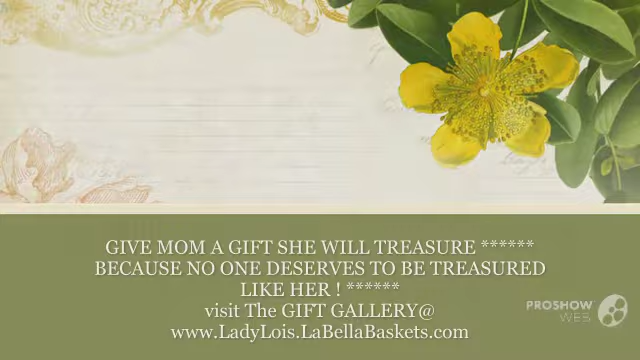 GIVE MOM A GIFT SHE WILL TREASURE ******
BECAUSE NO ONE DESERVES TO BE TREASURED
LIKE HER ! ******
visit The GIFT GALLERY@
www.LadyLois.LaBellaBaskets.com
PROSHOW
WEB